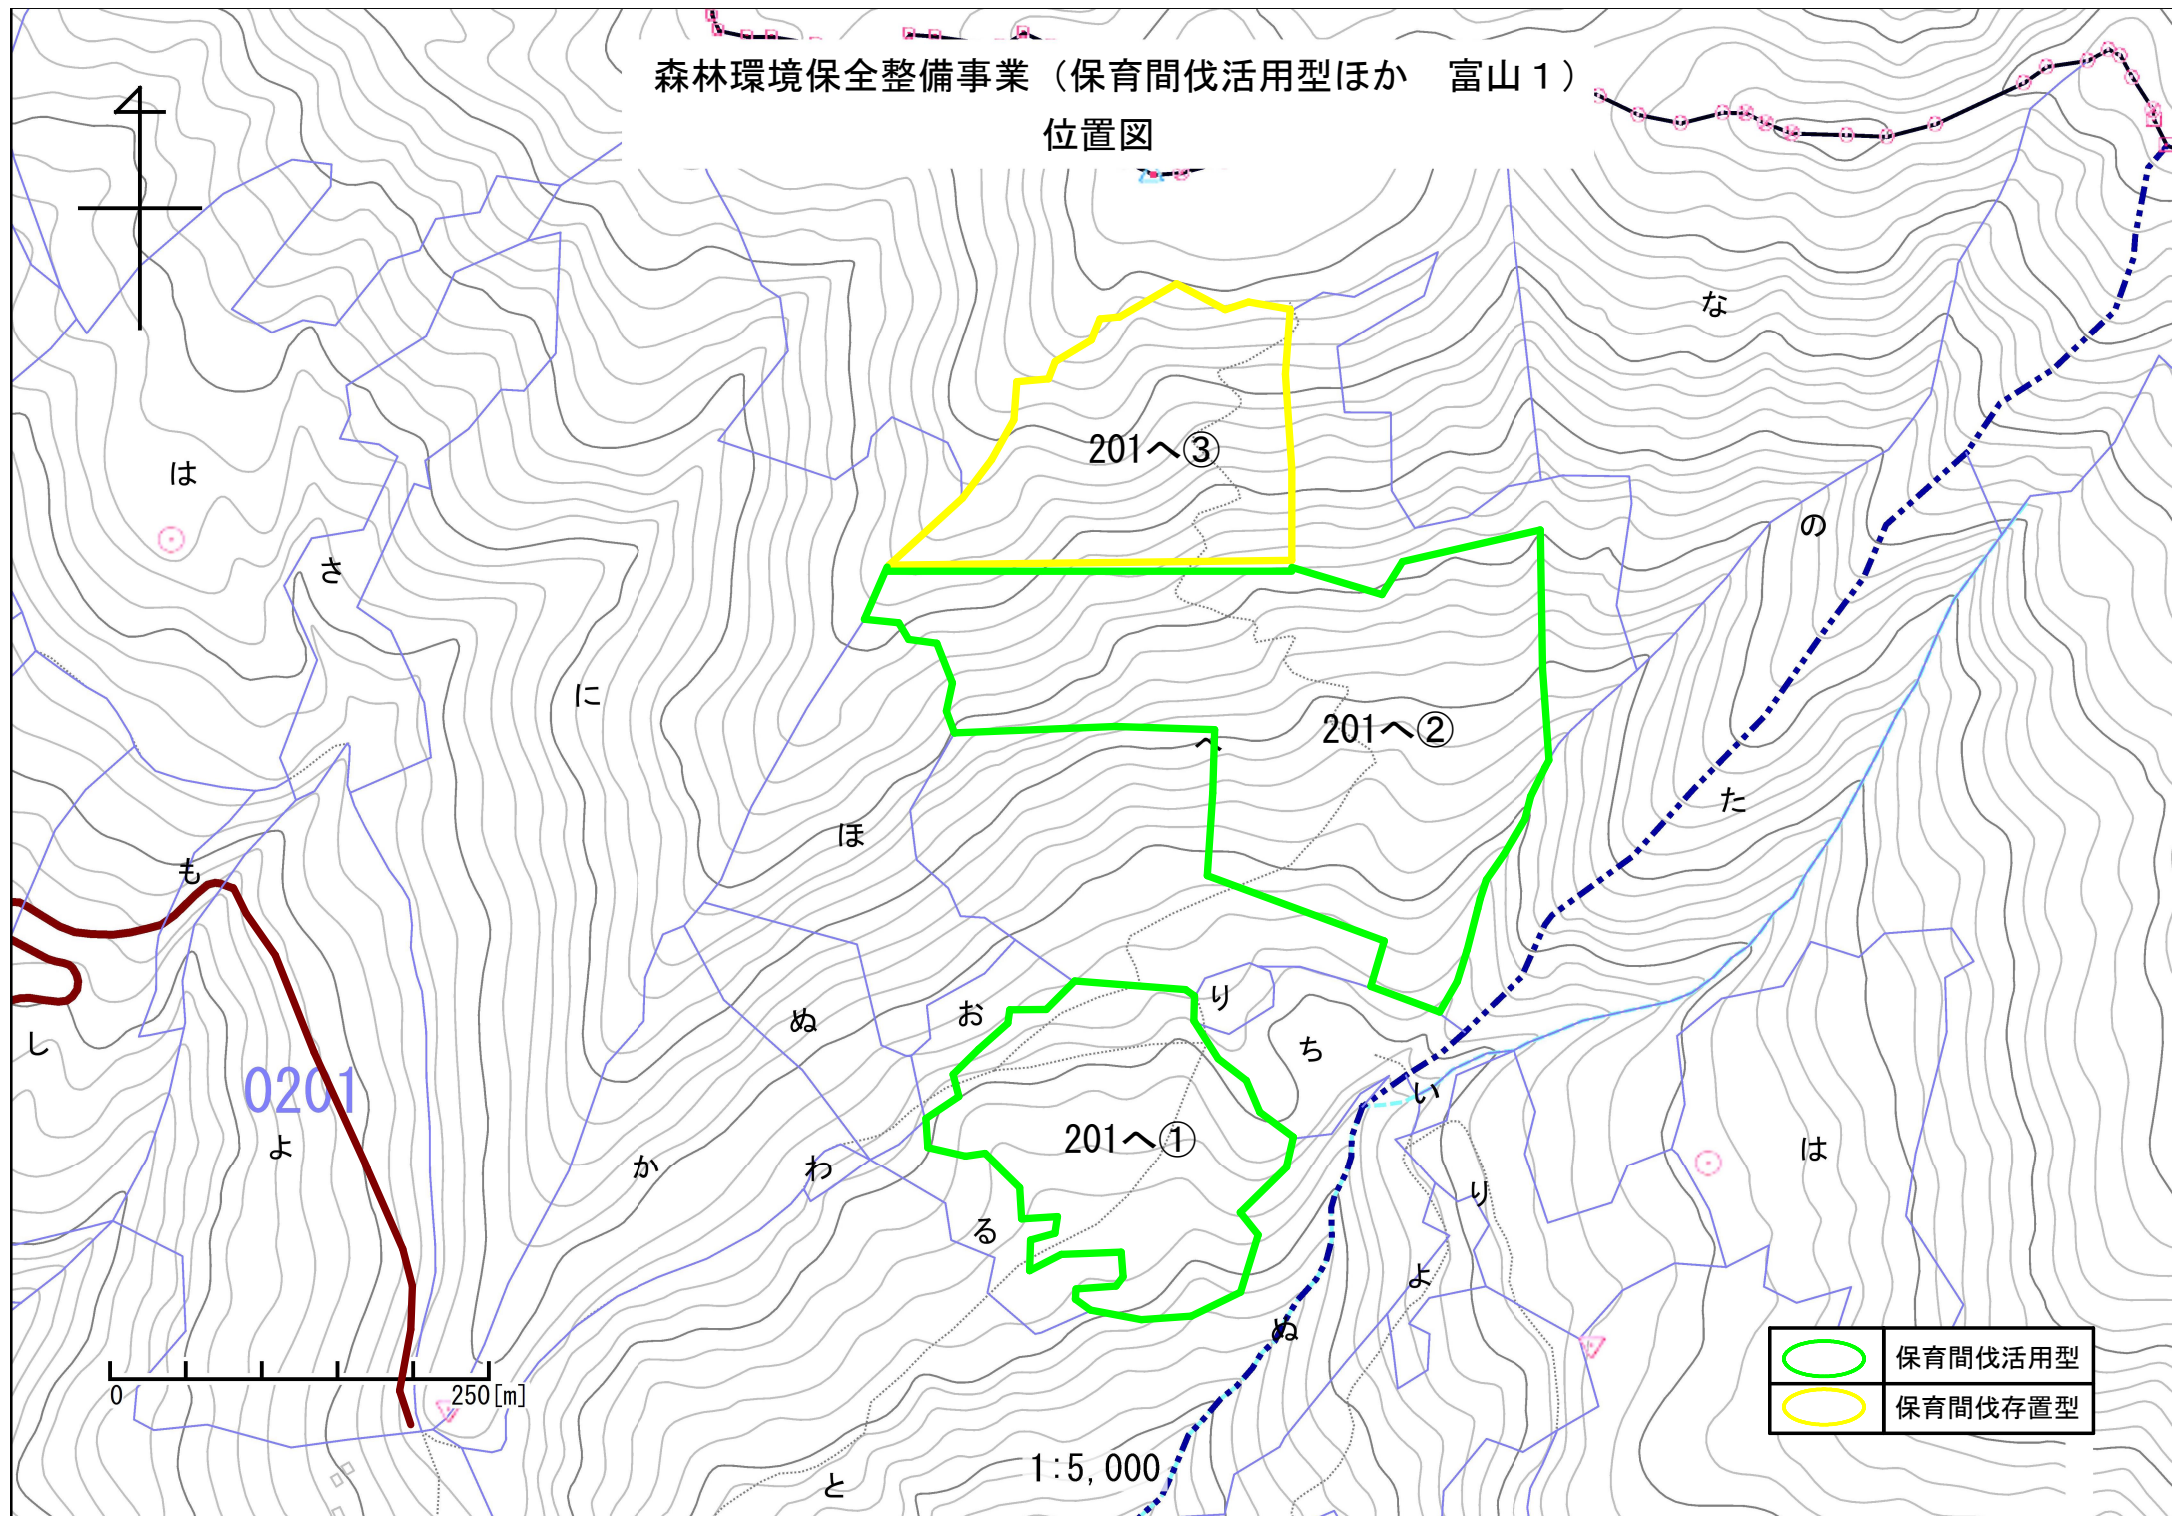 森林環境保全整備事業（保育間伐活用型ほか　富山１）
位置図
な
201へ③
は
の
さ
に
201へ②
へ
た
ほ
も
り
お
ぬ
ち
し
0201
い
201へ①
よ
は
か
わ
り
る
よ
ぬ
保育間伐活用型
0
250[m]
保育間伐存置型
1:5,000
と